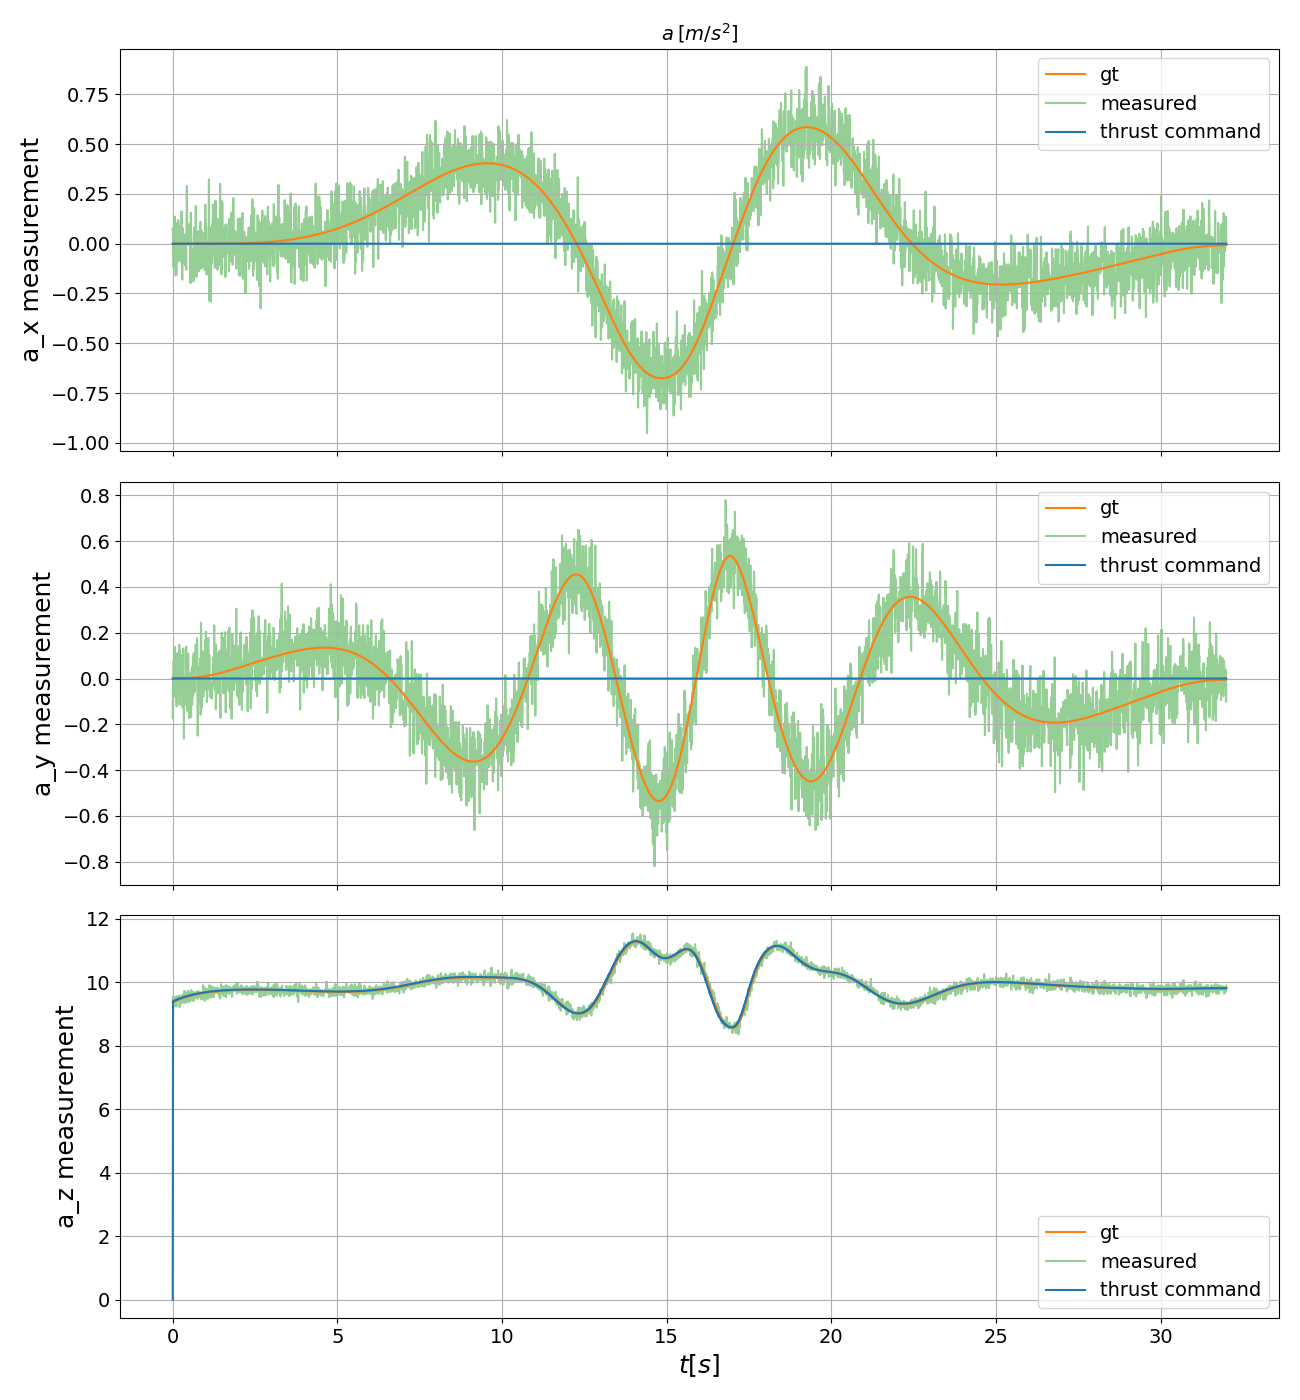 a [m/s²]
gt
measured
thrust command
0.75
0.50
0.25
0.00
−0.25
−0.50
−0.75
−1.00
a_x measurement
gt
measured
thrust command
0.8
0.6
0.4
0.2
0.0
−0.2
−0.4
−0.6
−0.8
a_y measurement
12
10
8
6
4
2
0
a_z measurement
gt
measured
thrust command
0 5 10 15 20 25 30
t[s]